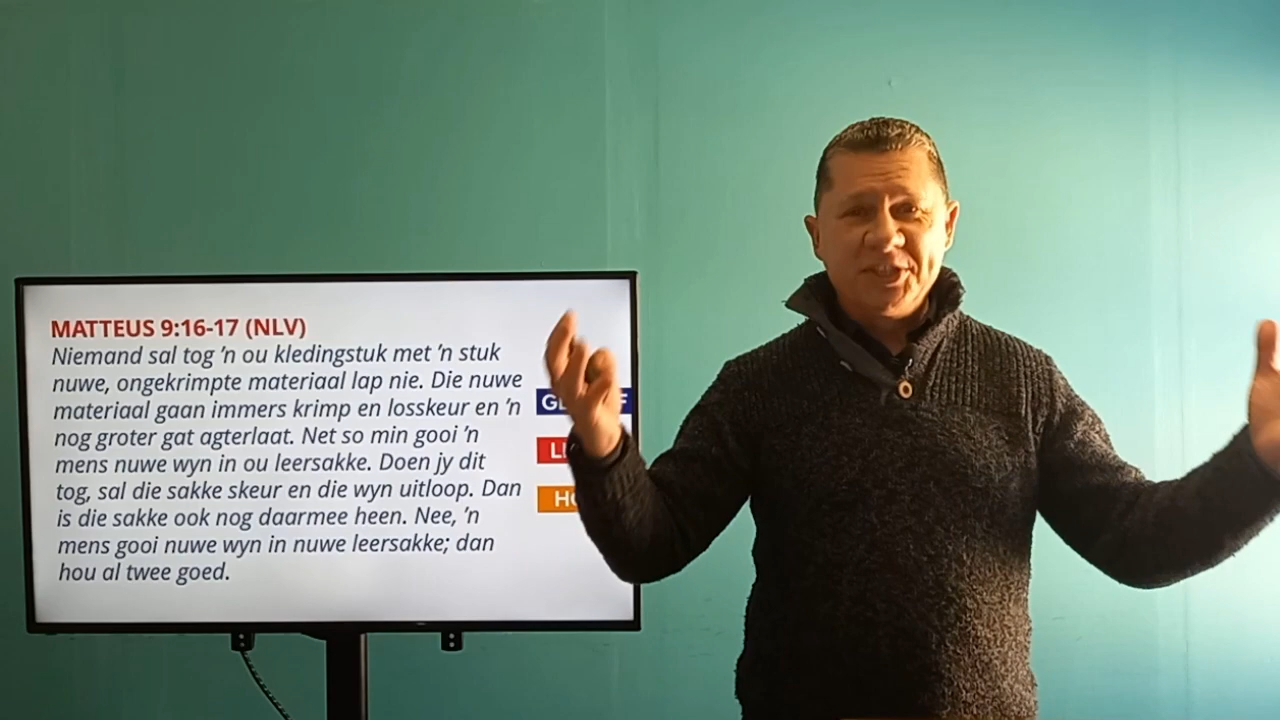 MATTEUS 9:16-17 (NLV)
Niemand sal tog 'n ou kledingstuk met 'n stuk
nuwe, ongekrimpte materiaal lap nie. Die nuwe
materiaal gaan immers krimp en losskeur en 'n
nog groter gat agterlaat. Net so min gooi 'n
mens nuwe wyn in ou leersakke. Doen jy dit
tog, sal die sakke skeur en die wyn uitloop. Dan
is die sakke ook nog daarmee heen. Nee, 'n
mens gooi nuwe wyn in nuwe leersakke; dan
hou al twee goed.